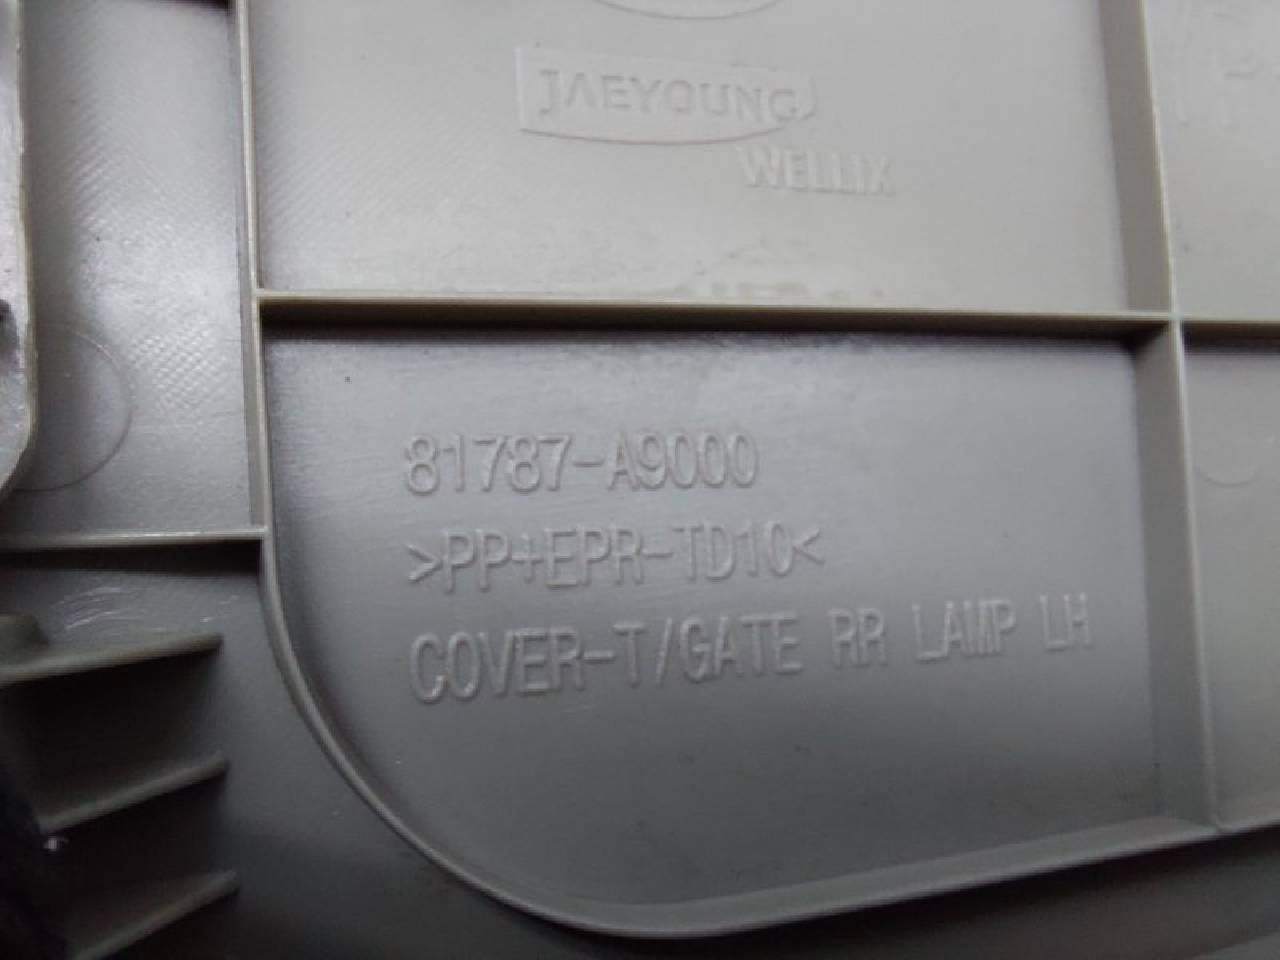 JAEYOUNG
WELLIX
81787-A9000
>PP+EPR-TD10<
COVER-T/GATE RR LAMP LH